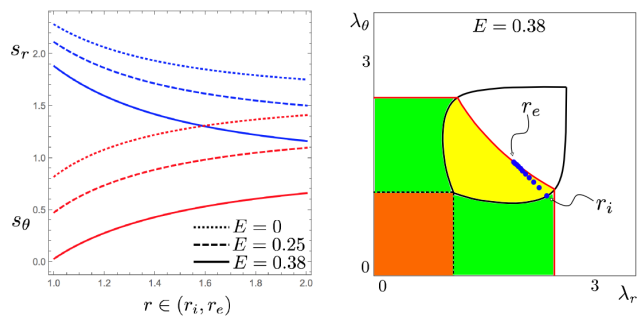 s_r
s_θ
2.0
1.5
1.0
0.5
0.0
E = 0
E = 0.25
E = 0.38
1.0 1.2 1.4 1.6 1.8 2.0
r ∈ (r_i, r_e)
E = 0.38
λ_θ
3
0
r_e
r_i
0 3
λ_r